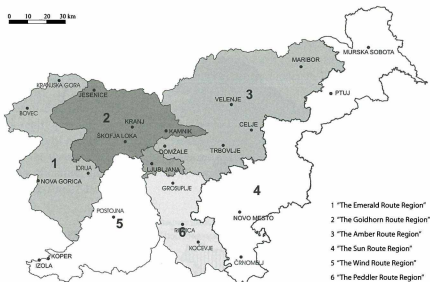 0 10 20 30 km
MURSKA SOBOTA
MARIBOR
KRANJSKA GORA
JESENICE
PTUJ
3
VELENJE
BOVEC
2
KRANJ
CELJE
KAMNIK
ŠKOFJA LOKA
DOMŽALE
TRBOVLJE
1
LJUBLJANA
IDRIJA
NOVA GORICA
GROSUPLJE
4
POSTOJNA
5
NOVO MESTO
6
RIBNICA
KOČEVJE
KOPER
IZOLA
ČRNOMELJ
1 "The Emerald Route Region"
2 "The Goldhorn Route Region"
3 "The Amber Route Region"
4 "The Sun Route Region"
5 "The Wind Route Region"
6 "The Peddler Route Region"